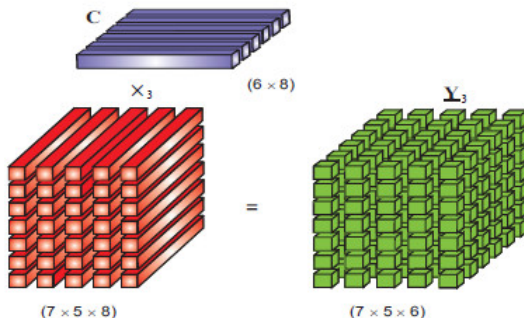 C
(6 × 8)
×₃
Y₃
=
(7 × 5 × 8)
(7 × 5 × 6)